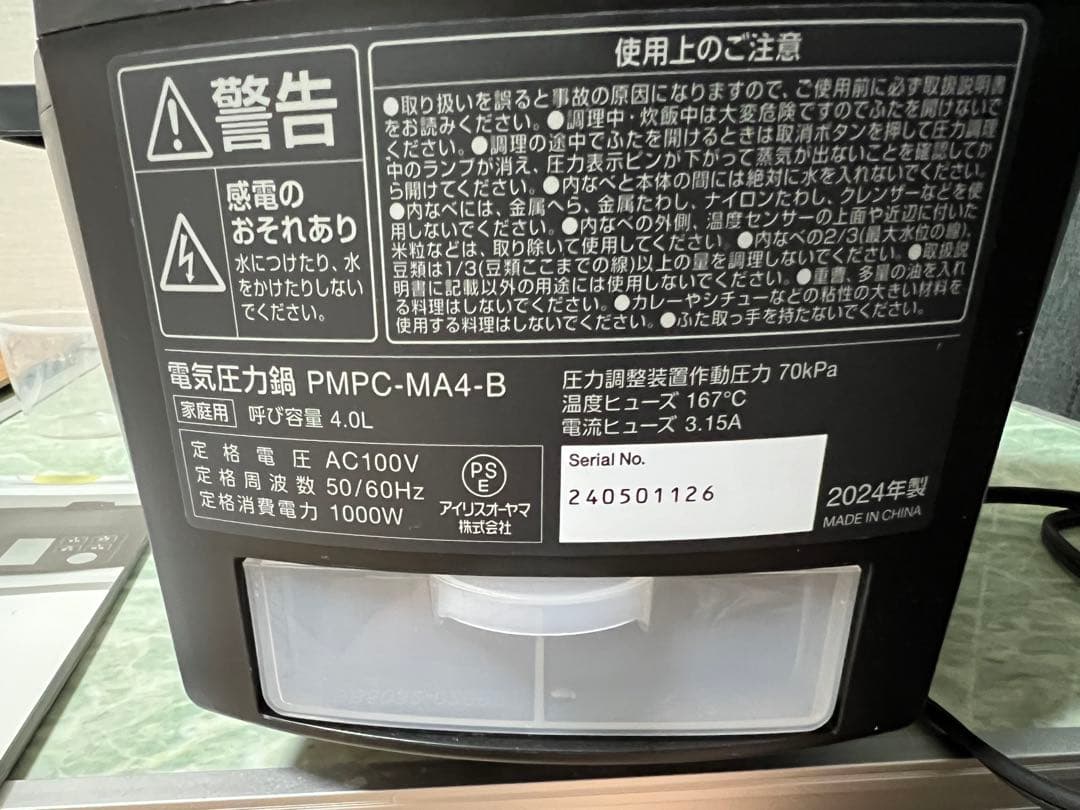 警告
感電の
おそれあり
水につけたり、水
をかけたりしない
でください。
使用上のご注意
●取り扱いを誤ると事故の原因になりますので、ご使用前に必ず取扱説明書
をお読みください。●調理中・炊飯中は大変危険ですのでふたを開けないで
ください。●調理の途中でふたを開けるときは取消ボタンを押して圧力調理
中のランプが消え、圧力表示ピンが下がって蒸気が出ないことを確認してか
ら開けてください。●内なべと本体の間には絶対に水を入れないでください。
●内なべには、金属へら、金属たわし、ナイロンたわし、クレンザーなどを使
用しないでください。●内なべの外側、温度センサーの上面や近辺に付いた
米粒などは、取り除いて使用してください。●内なべの2/3(最大水位の線)、
豆類は1/3(豆類ここまでの線)以上の量を調理しないでください。●取扱説
明書に記載以外の用途には使用しないでください。●重曹、多量の油を入れ
る料理はしないでください。●カレーやシチューなどの粘性の大きい材料を
使用する料理はしないでください。●ふた取っ手を持たないでください。
電気圧力鍋 PMPC-MA4-B
家庭用 呼び容量 4.0L
定格電圧 AC100V
定格周波数 50/60Hz
定格消費電力 1000W
PS
E
アイリスオーヤマ
株式会社
圧力調整装置作動圧力 70kPa
温度ヒューズ 167℃
電流ヒューズ 3.15A
Serial No.
240501126
2024年製
MADE IN CHINA